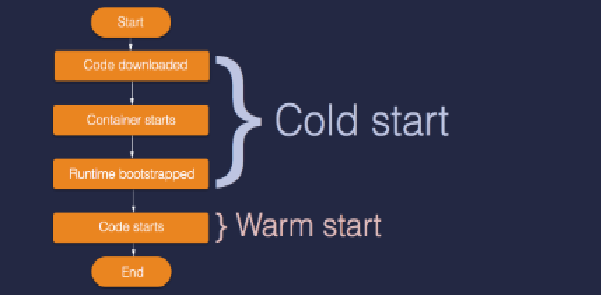 Start
Code downloaded
Container starts
Runtime bootstrapped
Cold start
Code starts
Warm start
End